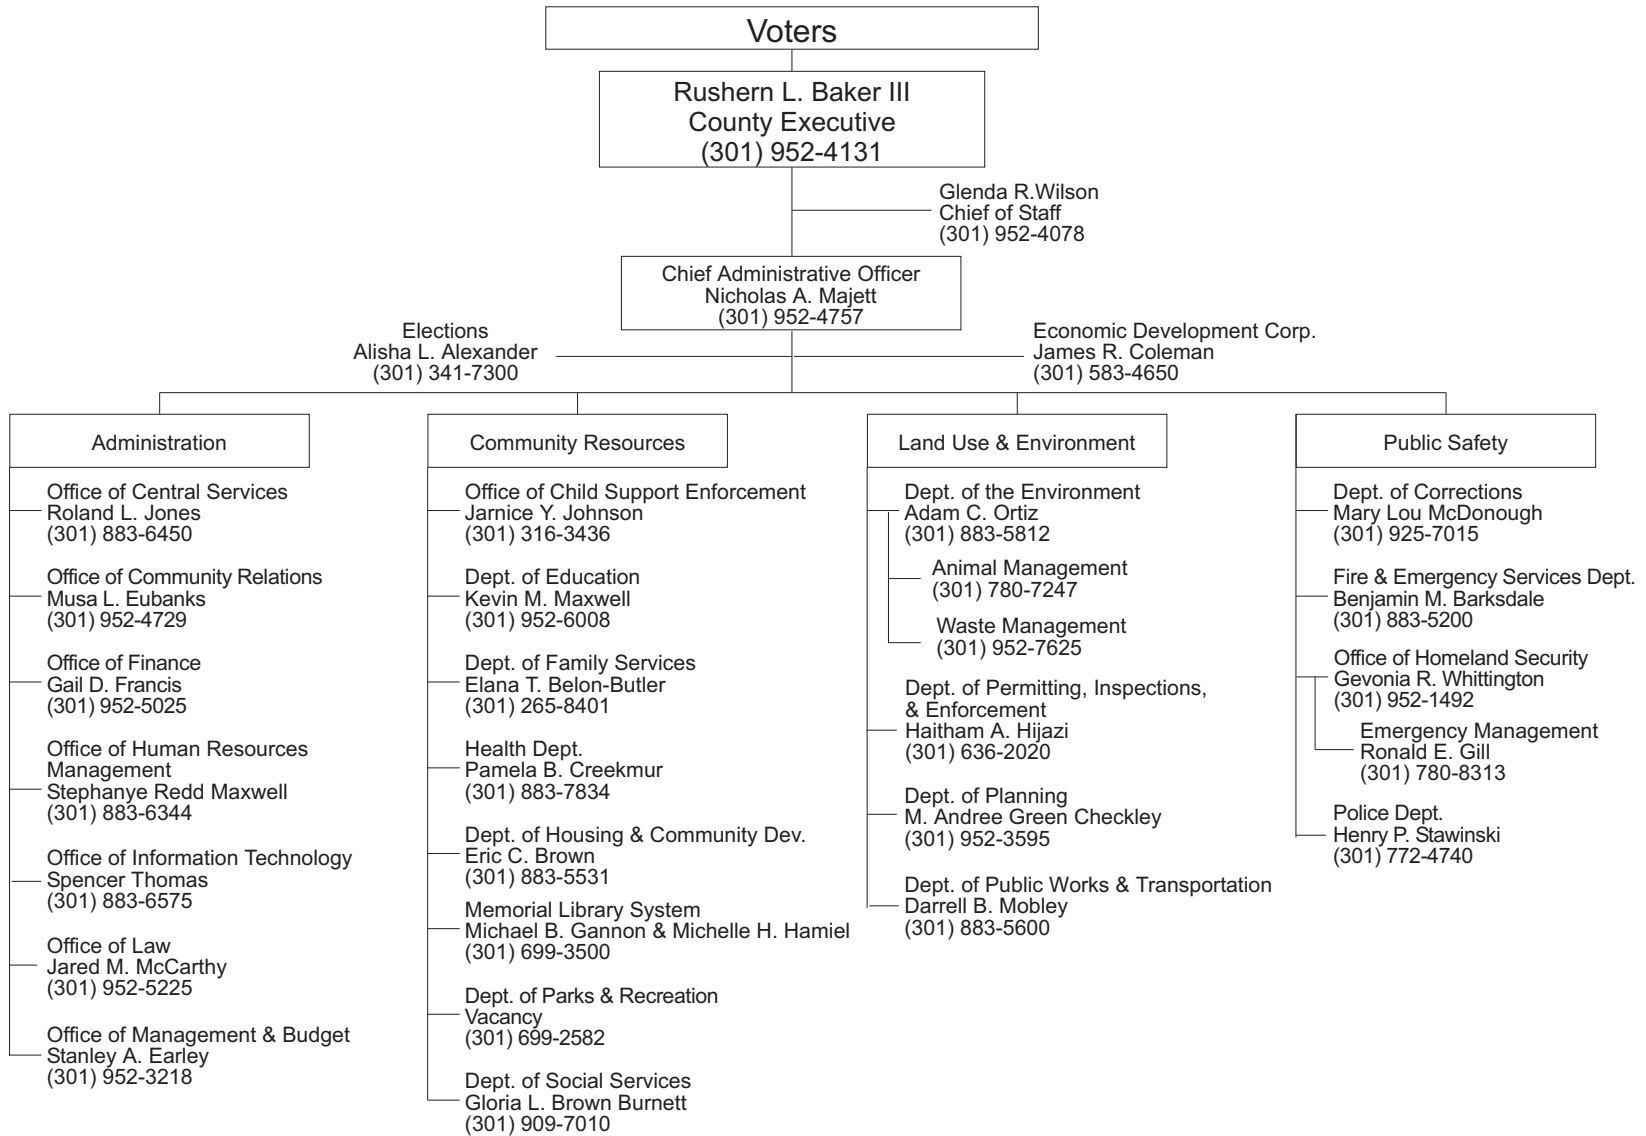 Voters
Rushern L. Baker III
County Executive
(301) 952-4131
Glenda R.Wilson
Chief of Staff
(301) 952-4078
Chief Administrative Officer
Nicholas A. Majett
(301) 952-4757
Elections
Alisha L. Alexander
(301) 341-7300
Economic Development Corp.
James R. Coleman
(301) 583-4650
Administration
Office of Central Services
Roland L. Jones
(301) 883-6450
Office of Community Relations
Musa L. Eubanks
(301) 952-4729
Office of Finance
Gail D. Francis
(301) 952-5025
Office of Human Resources
Management
Stephanye Redd Maxwell
(301) 883-6344
Office of Information Technology
Spencer Thomas
(301) 883-6575
Office of Law
Jared M. McCarthy
(301) 952-5225
Office of Management & Budget
Stanley A. Earley
(301) 952-3218
Community Resources
Office of Child Support Enforcement
Jarnice Y. Johnson
(301) 316-3436
Dept. of Education
Kevin M. Maxwell
(301) 952-6008
Dept. of Family Services
Elana T. Belon-Butler
(301) 265-8401
Health Dept.
Pamela B. Creekmur
(301) 883-7834
Dept. of Housing & Community Dev.
Eric C. Brown
(301) 883-5531
Memorial Library System
Michael B. Gannon & Michelle H. Hamiel
(301) 699-3500
Dept. of Parks & Recreation
Vacancy
(301) 699-2582
Dept. of Social Services
Gloria L. Brown Burnett
(301) 909-7010
Land Use & Environment
Dept. of the Environment
Adam C. Ortiz
(301) 883-5812
Animal Management
(301) 780-7247
Waste Management
(301) 952-7625
Dept. of Permitting, Inspections,
& Enforcement
Haitham A. Hijazi
(301) 636-2020
Dept. of Planning
M. Andree Green Checkley
(301) 952-3595
Dept. of Public Works & Transportation
Darrell B. Mobley
(301) 883-5600
Public Safety
Dept. of Corrections
Mary Lou McDonough
(301) 925-7015
Fire & Emergency Services Dept.
Benjamin M. Barksdale
(301) 883-5200
Office of Homeland Security
Gevonia R. Whittington
(301) 952-1492
Emergency Management
Ronald E. Gill
(301) 780-8313
Police Dept.
Henry P. Stawinski
(301) 772-4740